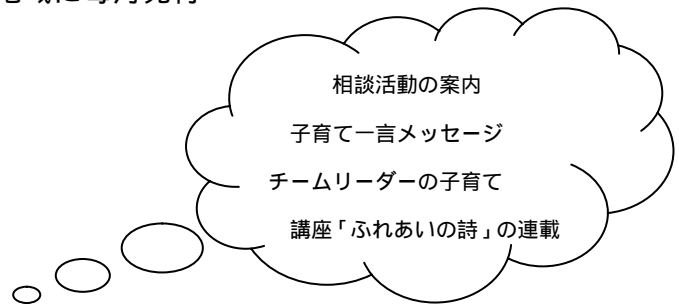 相談活動の案内
子育て一言メッセージ
チームリーダーの子育て
講座「ふれあいの詩」の連載